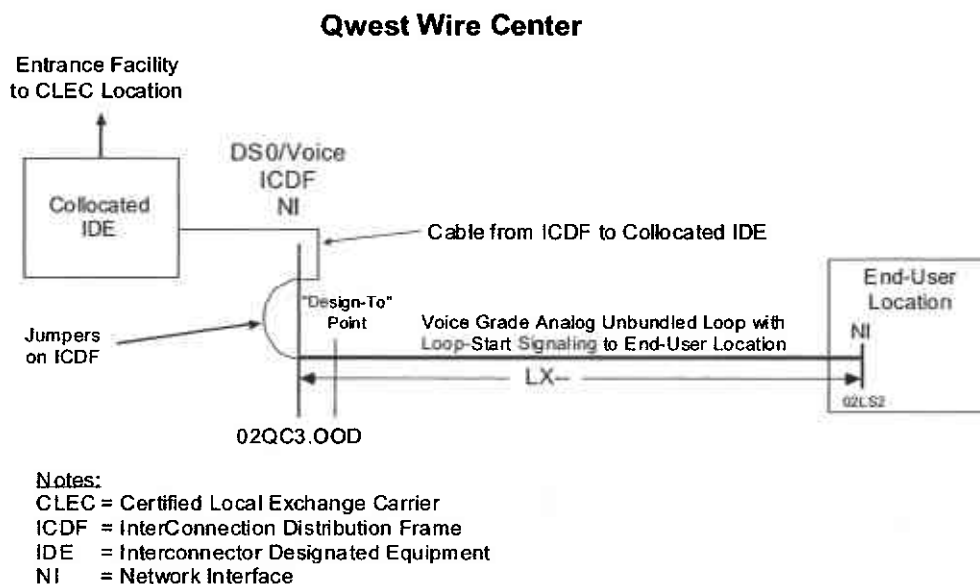 Qwest Wire Center
Entrance Facility
to CLEC Location
DS0/Voice
ICDF
NI
Collocated
IDE
Cable from ICDF to Collocated IDE
End-User
Location
"Design-To"
Point
Jumpers
on ICDF
Voice Grade Analog Unbundled Loop with
Loop-Start Signaling to End-User Location
NI
LX--
02LS2
02QC3.OOD
Notes:
CLEC = Certified Local Exchange Carrier
ICDF = InterConnection Distribution Frame
IDE = Interconnector Designated Equipment
NI = Network Interface